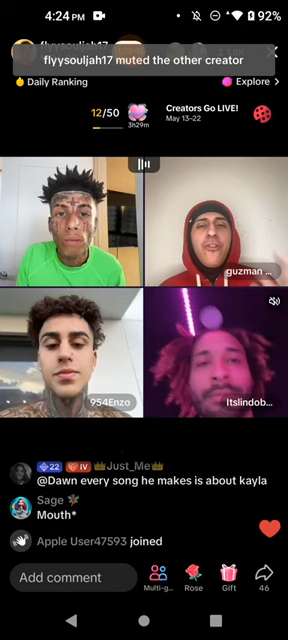 4:24 PM
92%
flyysouljah17
flyysouljah17 muted the other creator
Daily Ranking
Explore >
12/50
3h29m
Creators Go LIVE!
May 13–22
guzman ...
954Enzo
Itslindob...
22 IV Just_Me
@Dawn every song he makes is about kayla
Sage
Mouth*
Apple User47593 joined
Add comment
Multi-g...
Rose
Gift
46